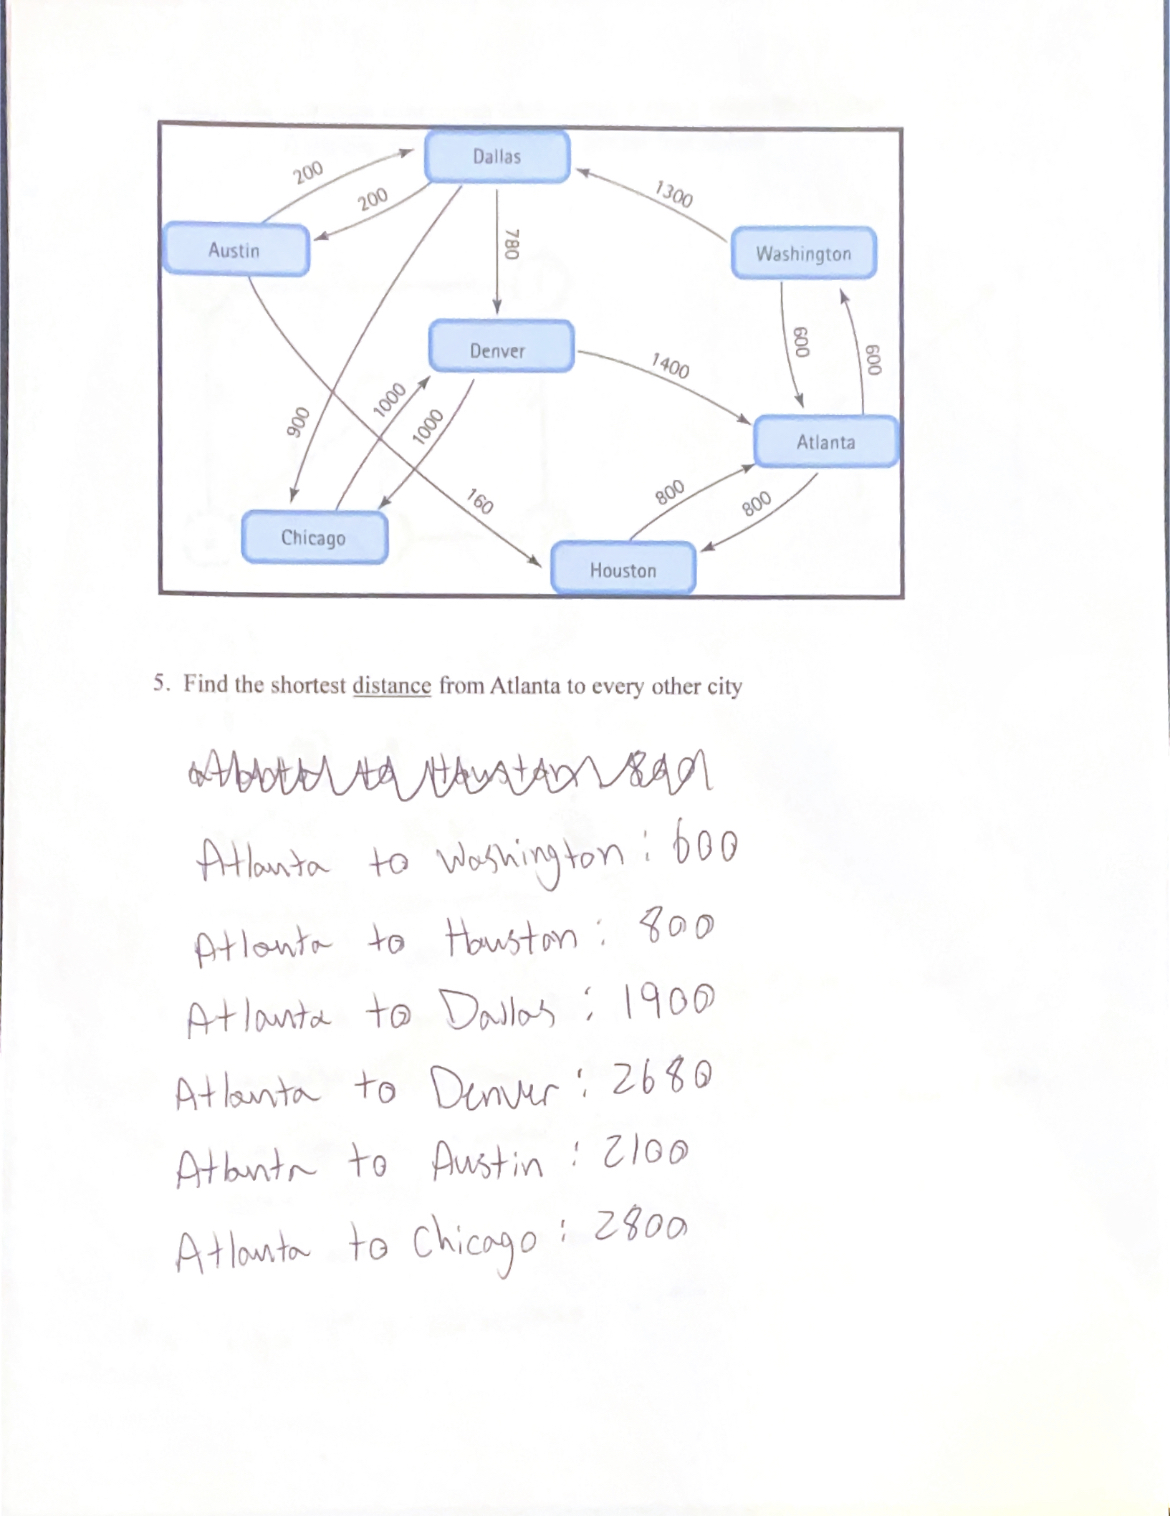 Dallas
200
200
1300
Austin
780
Washington
Denver
1400
600
600
900
1000
1000
Atlanta
160
800
800
Chicago
Houston
5. Find the shortest distance from Atlanta to every other city
Atlanta to Washington: 600
Atlanta to Houston: 800
Atlanta to Dallas: 1900
Atlanta to Denver: 2680
Atlanta to Austin: 2100
Atlanta to Chicago: 2800